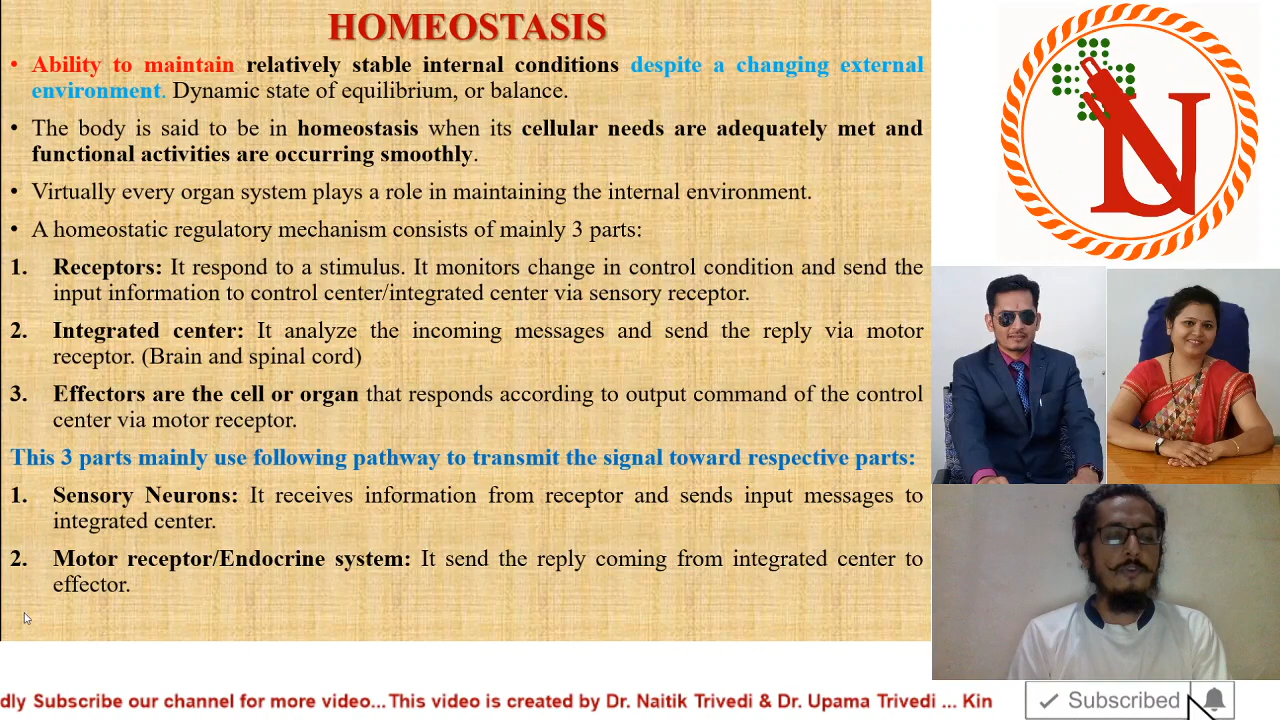 HOMEOSTASIS
• Ability to maintain relatively stable internal conditions despite a changing external
environment. Dynamic state of equilibrium, or balance.
• The body is said to be in homeostasis when its cellular needs are adequately met and
functional activities are occurring smoothly.
• Virtually every organ system plays a role in maintaining the internal environment.
• A homeostatic regulatory mechanism consists of mainly 3 parts:
1. Receptors: It respond to a stimulus. It monitors change in control condition and send the
input information to control center/integrated center via sensory receptor.
2. Integrated center: It analyze the incoming messages and send the reply via motor
receptor. (Brain and spinal cord)
3. Effectors are the cell or organ that responds according to output command of the control
center via motor receptor.
This 3 parts mainly use following pathway to transmit the signal toward respective parts:
1. Sensory Neurons: It receives information from receptor and sends input messages to
integrated center.
2. Motor receptor/Endocrine system: It send the reply coming from integrated center to
effector.
NU
dly Subscribe our channel for more video...This video is created by Dr. Naitik Trivedi & Dr. Upama Trivedi ... Kin
Subscribed